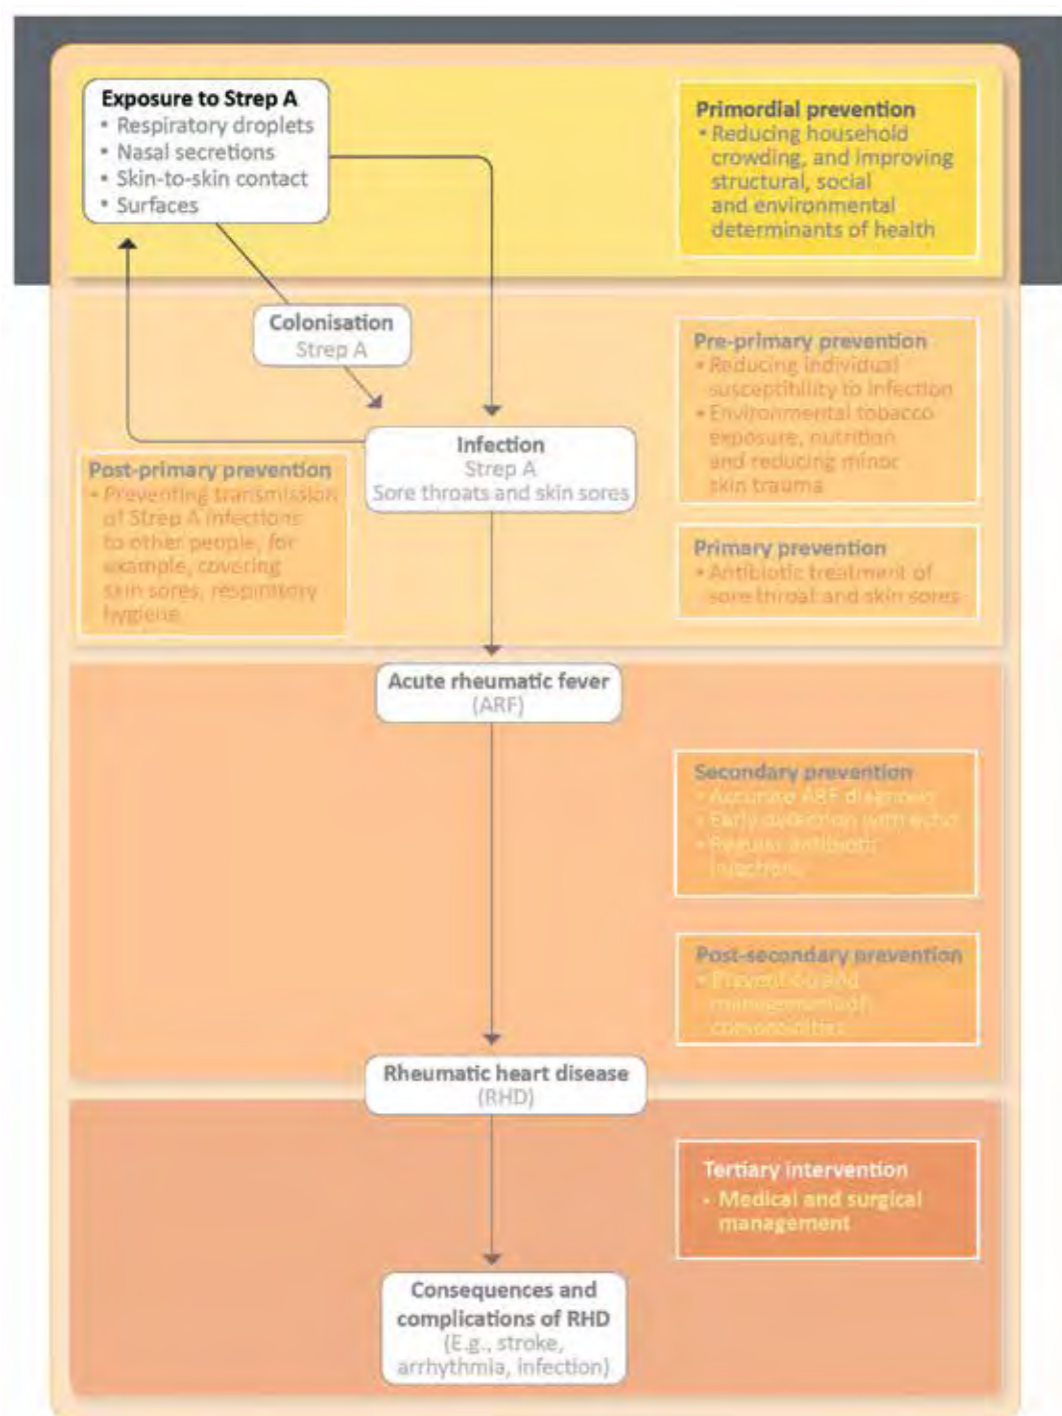 Exposure to Strep A
• Respiratory droplets
• Nasal secretions
• Skin-to-skin contact
• Surfaces
Primordial prevention
• Reducing household
crowding, and improving
structural, social
and environmental
determinants of health
Colonisation
Strep A
Pre-primary prevention
• Reducing individual
susceptibility to infection
• Environmental tobacco
exposure, nutrition
and reducing minor
skin trauma
Infection
Strep A
Sore throats and skin sores
Post-primary prevention
• Preventing transmission
of Strep A infections
to other people, for
example, covering
skin sores, respiratory
hygiene
Primary prevention
• Antibiotic treatment of
sore throat and skin sores
Acute rheumatic fever
(ARF)
Secondary prevention
• Accurate ARF diagnosis
• Early detection with echo
• Regular antibiotic
injections
Post-secondary prevention
• Prevention and
management of
comorbidities
Rheumatic heart disease
(RHD)
Tertiary intervention
• Medical and surgical
management
Consequences and
complications of RHD
(E.g., stroke,
arrhythmia, infection)